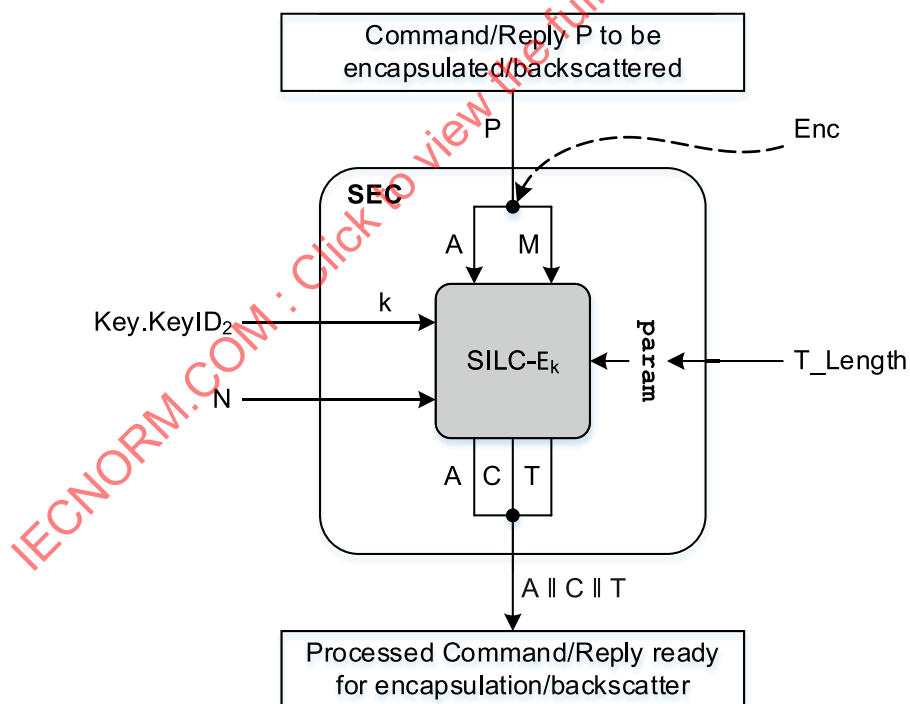 Command/Reply P to be
encapsulated/backscattered
P
Enc
SEC
A
M
Key.KeyID₂
k
SILC-Eₖ
param
T_Length
N
A
C
T
A ‖ C ‖ T
Processed Command/Reply ready
for encapsulation/backscatter
IECNORM.COM : Click to view the full